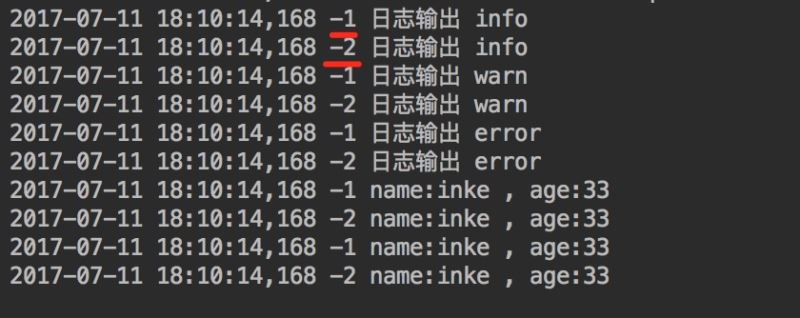 2017-07-11 18:10:14,168 -1 日志输出 info
2017-07-11 18:10:14,168 -2 日志输出 info
2017-07-11 18:10:14,168 -1 日志输出 warn
2017-07-11 18:10:14,168 -2 日志输出 warn
2017-07-11 18:10:14,168 -1 日志输出 error
2017-07-11 18:10:14,168 -2 日志输出 error
2017-07-11 18:10:14,168 -1 name:inke , age:33
2017-07-11 18:10:14,168 -2 name:inke , age:33
2017-07-11 18:10:14,168 -1 name:inke , age:33
2017-07-11 18:10:14,168 -2 name:inke , age:33